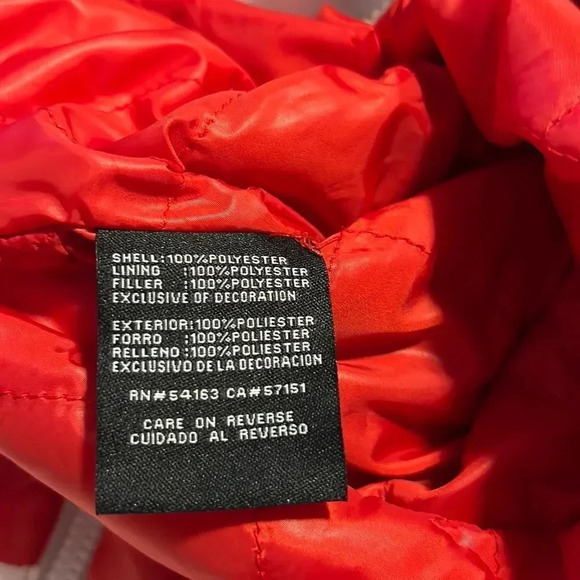 SHELL:100%POLYESTER
LINING :100%POLYESTER
FILLER :100%POLYESTER
EXCLUSIVE OF DECORATION
EXTERIOR:100%POLIESTER
FORRO :100%POLIESTER
RELLENO:100%POLIESTER
EXCLUSIVO DE LA DECORACION
RN#54163 CA#57151
CARE ON REVERSE
CUIDADO AL REVERSO